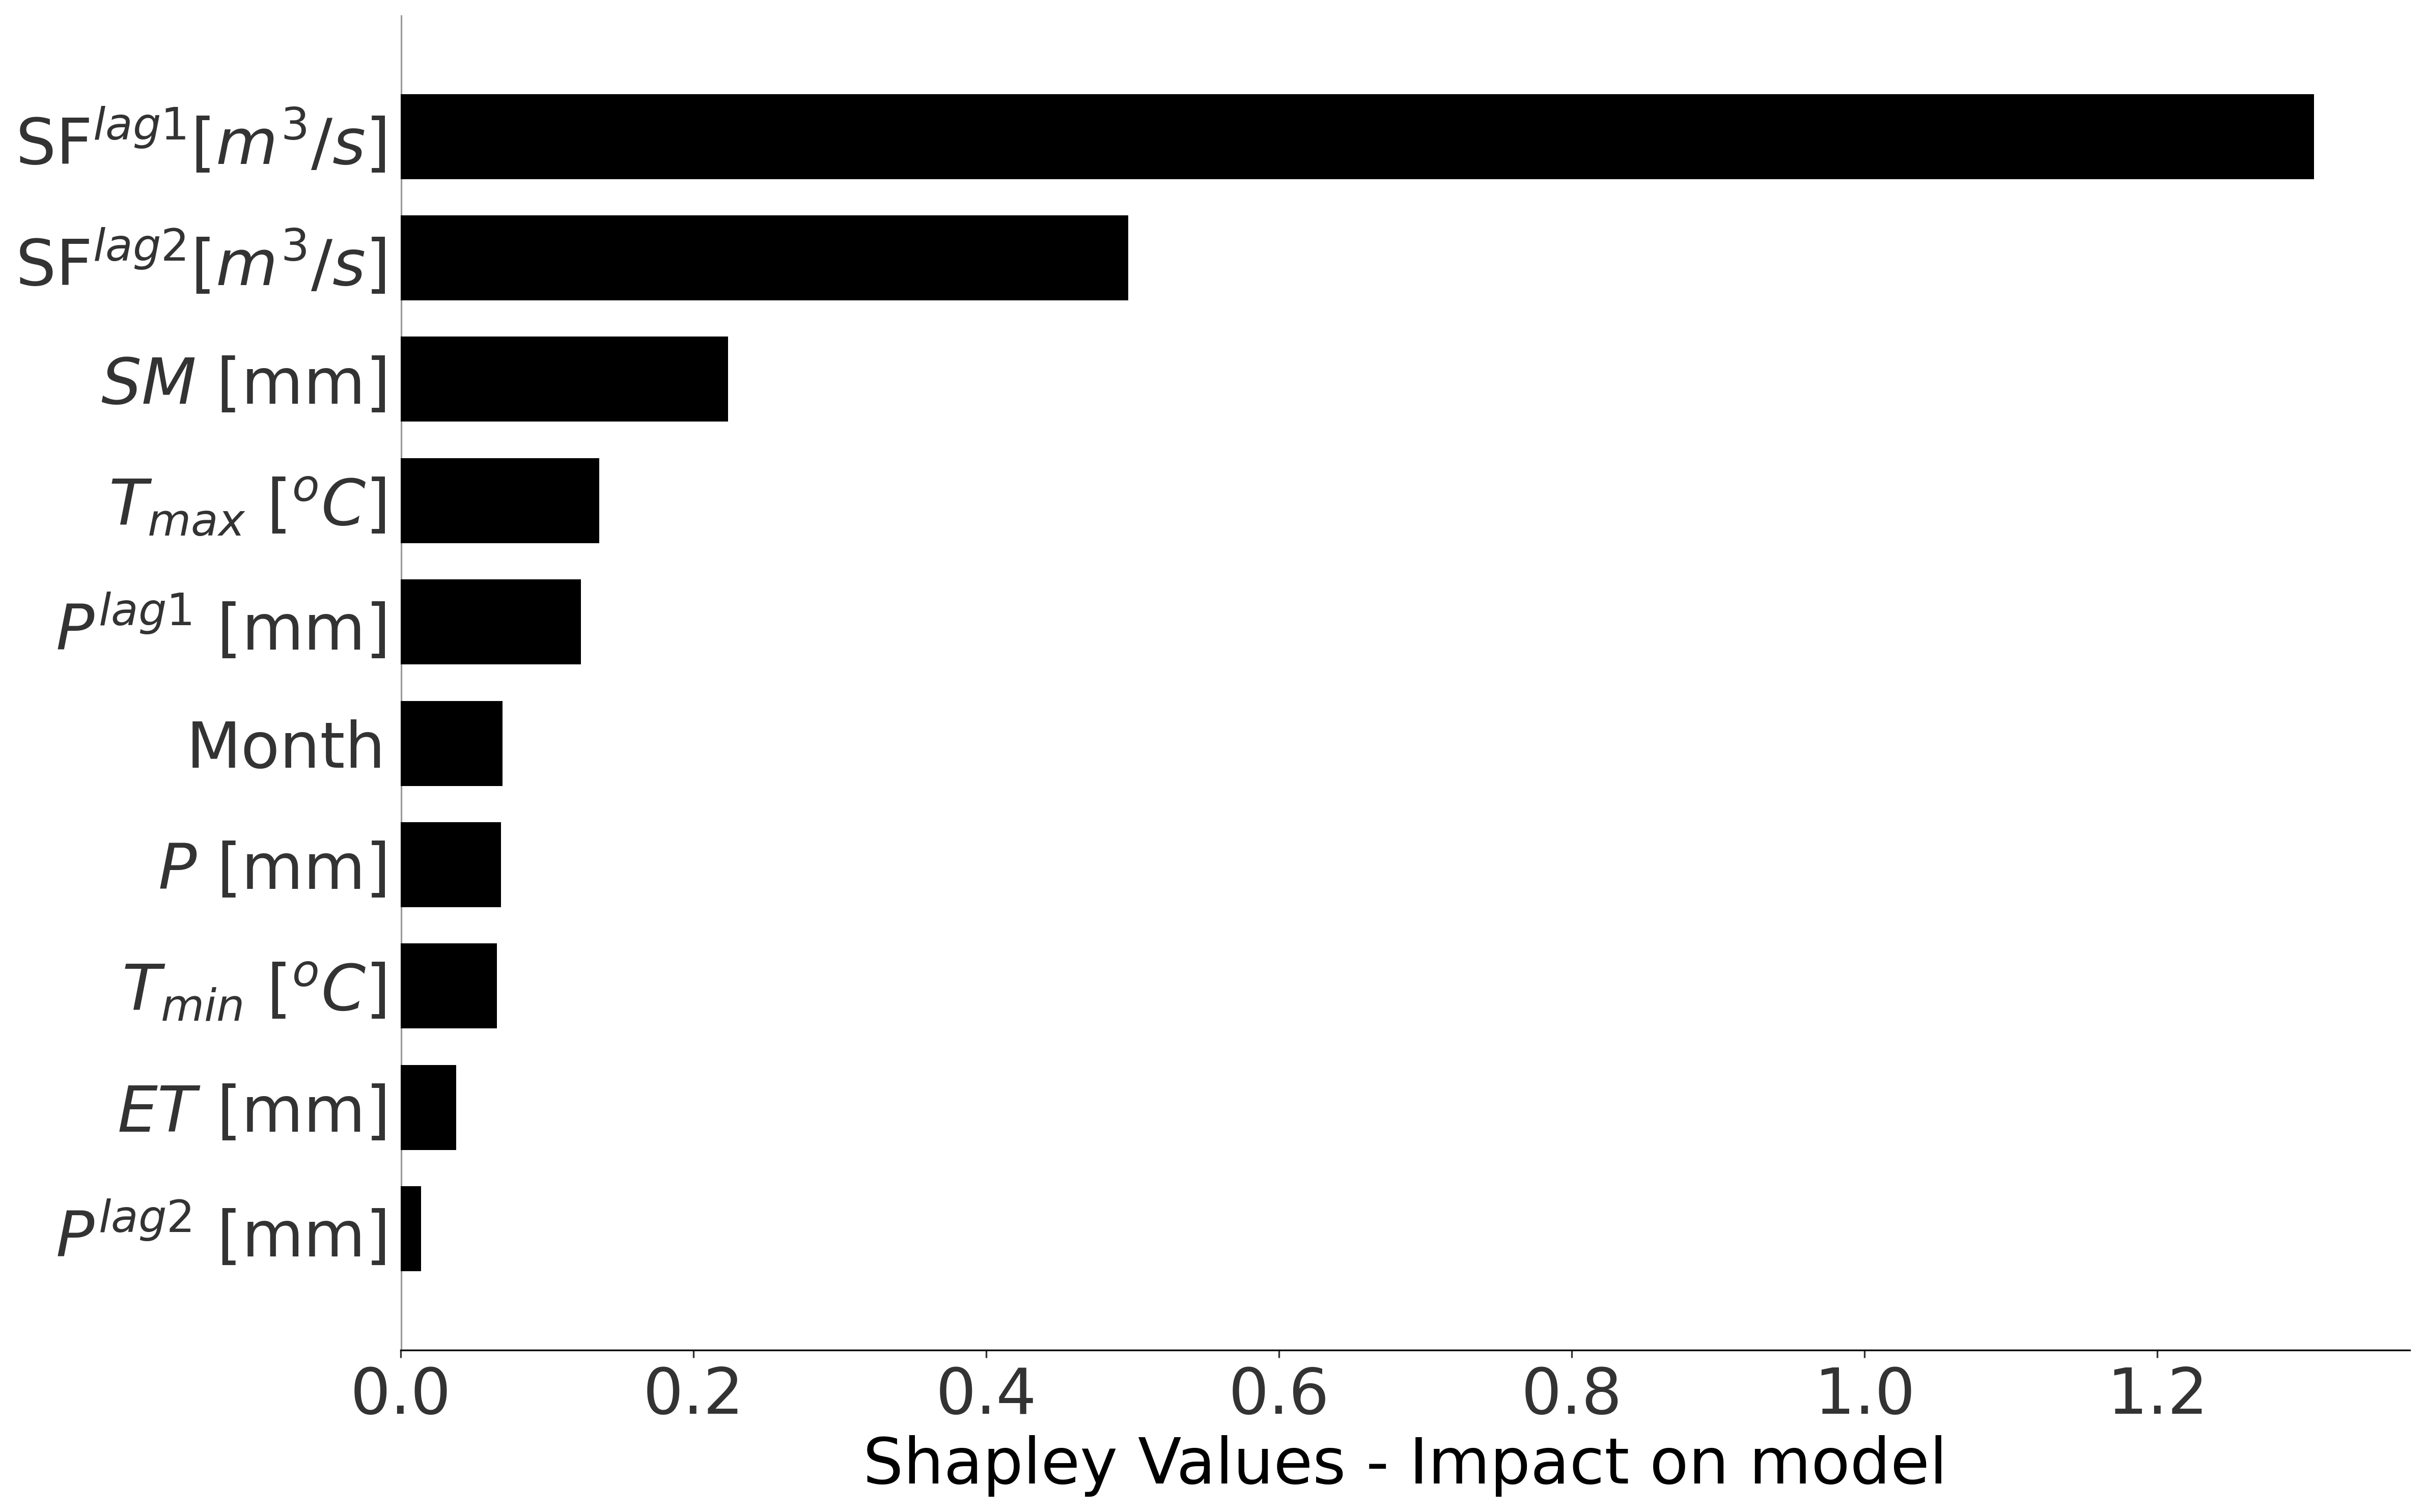 SF^lag1[m^3/s]
SF^lag2[m^3/s]
SM [mm]
T_max [^oC]
P^lag1 [mm]
Month
P [mm]
T_min [^oC]
ET [mm]
P^lag2 [mm]
0.0 0.2 0.4 0.6 0.8 1.0 1.2
Shapley Values - Impact on model